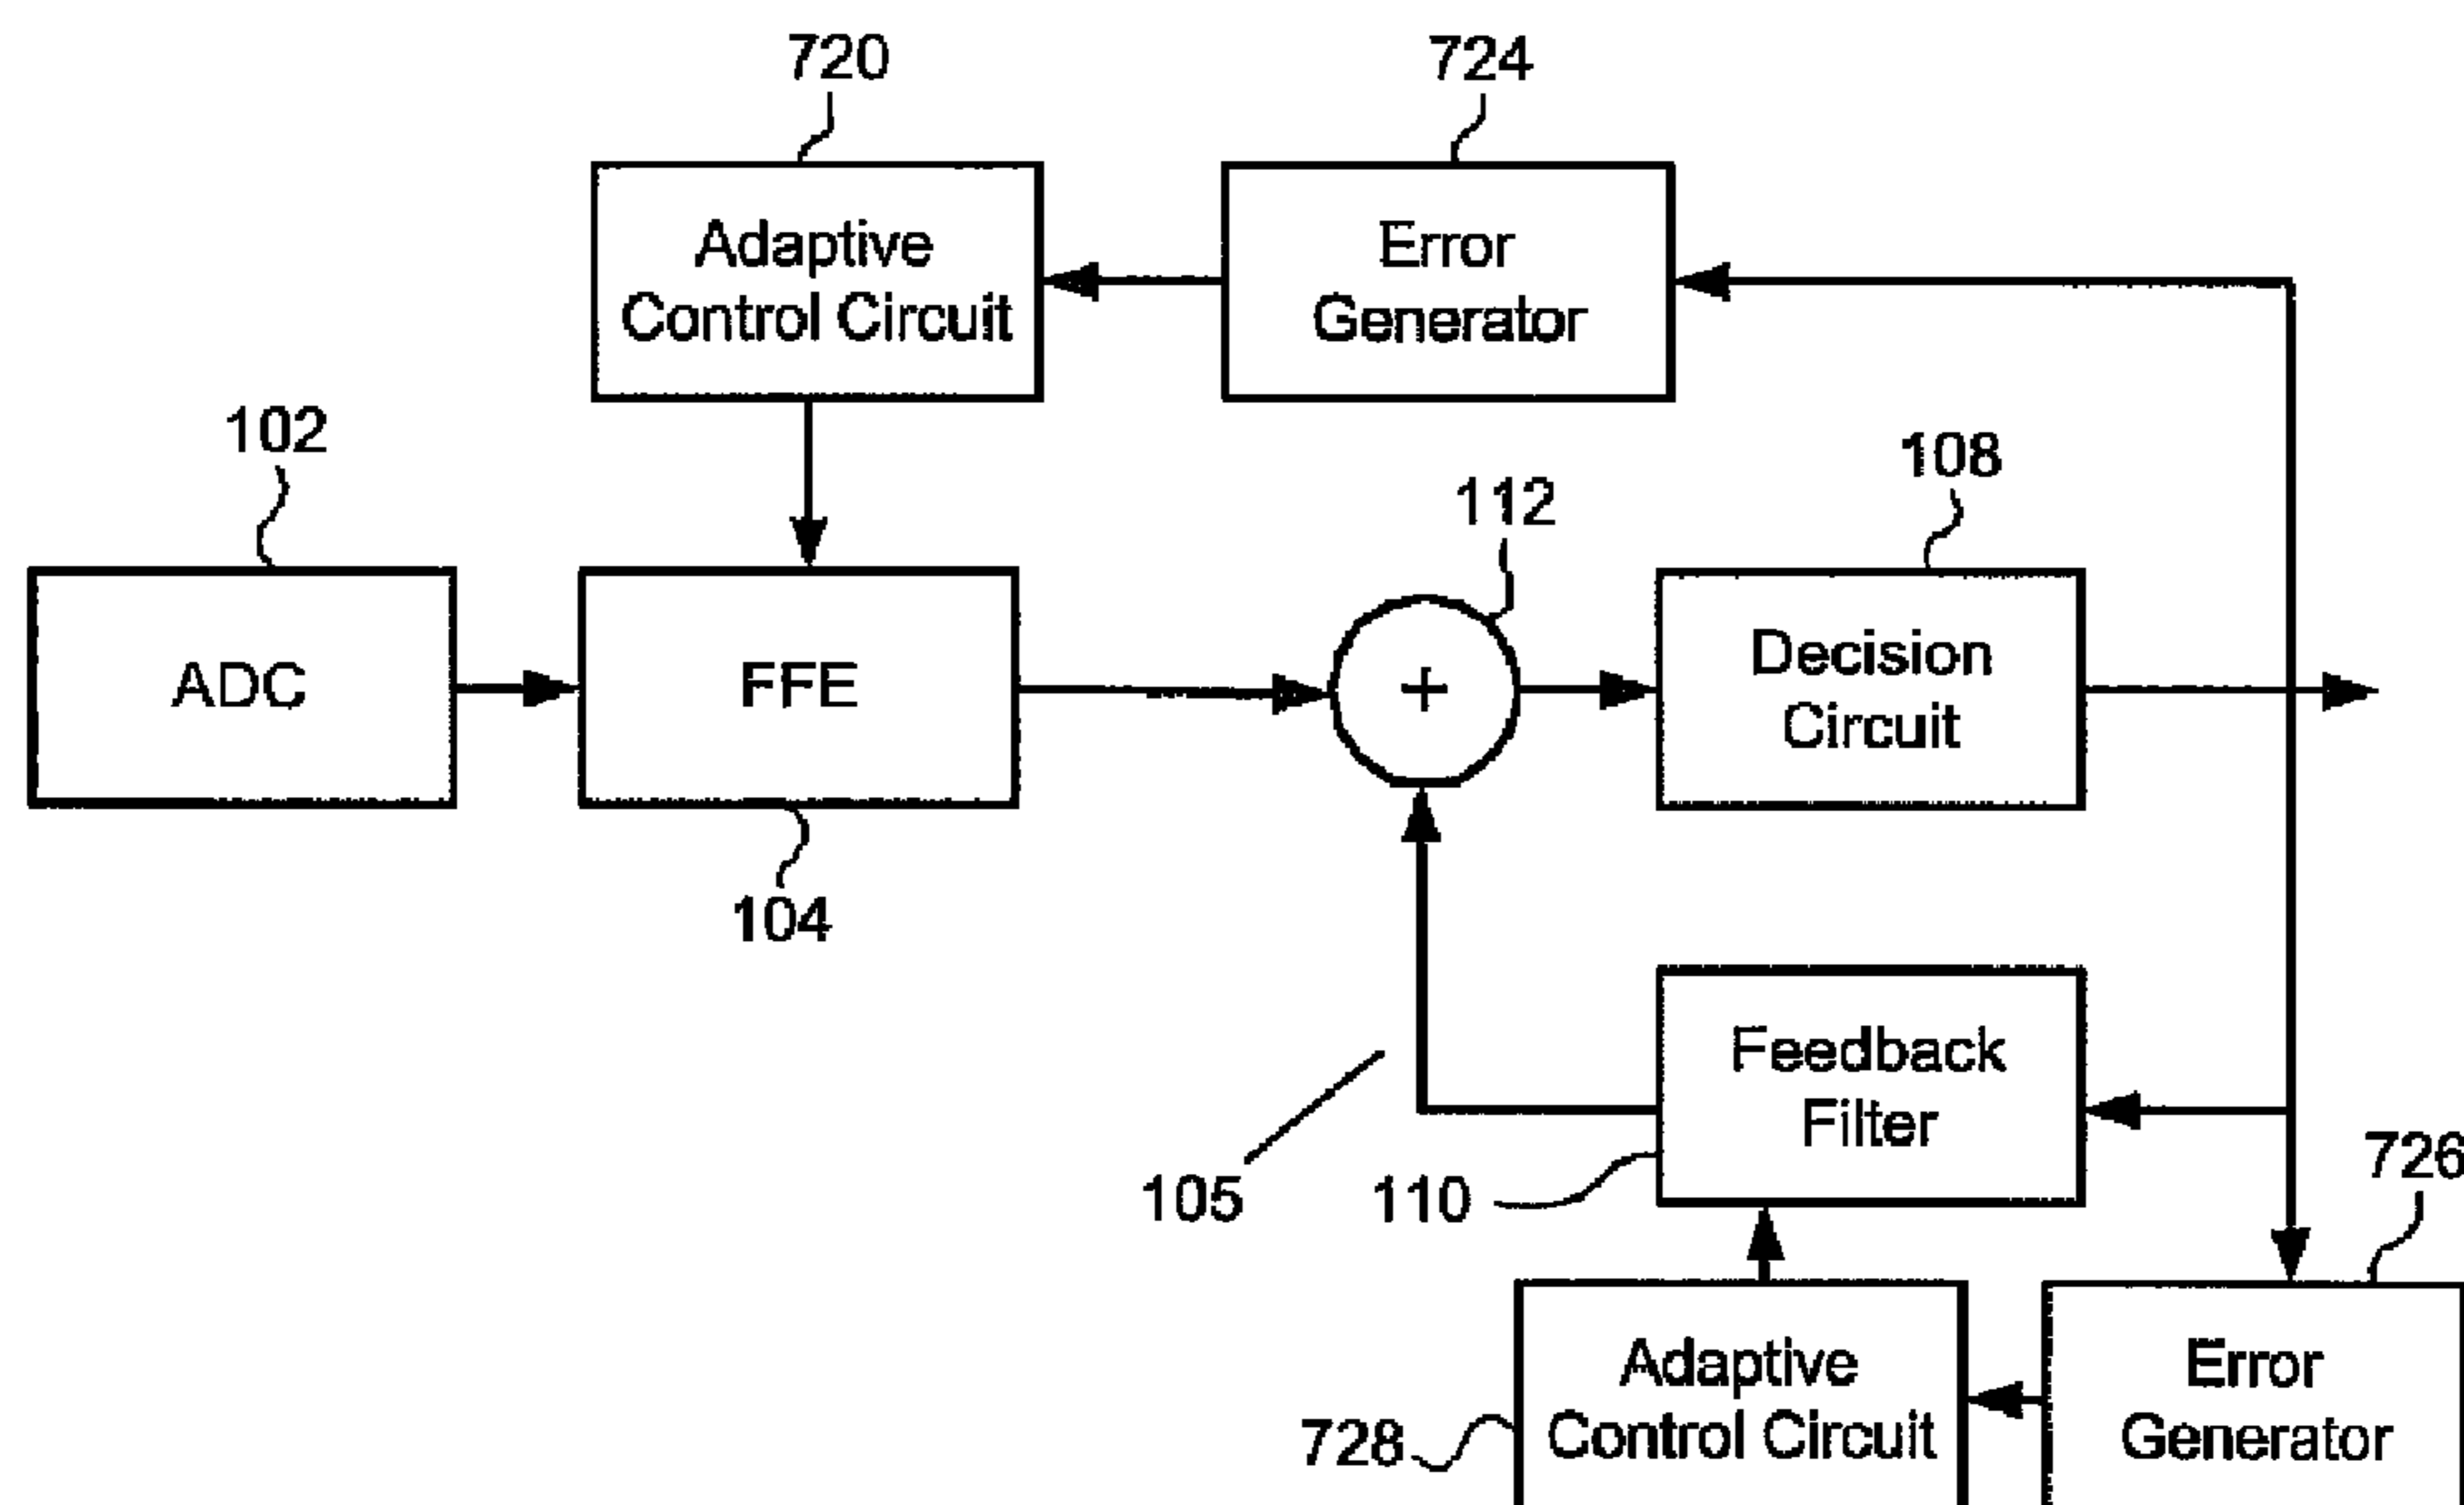 720
724
Adaptive
Control Circuit
Error
Generator
102
112
108
ADC
FFE
+
Decision
Circuit
104
Feedback
Filter
105
110
726
Adaptive
Control Circuit
Error
Generator
728